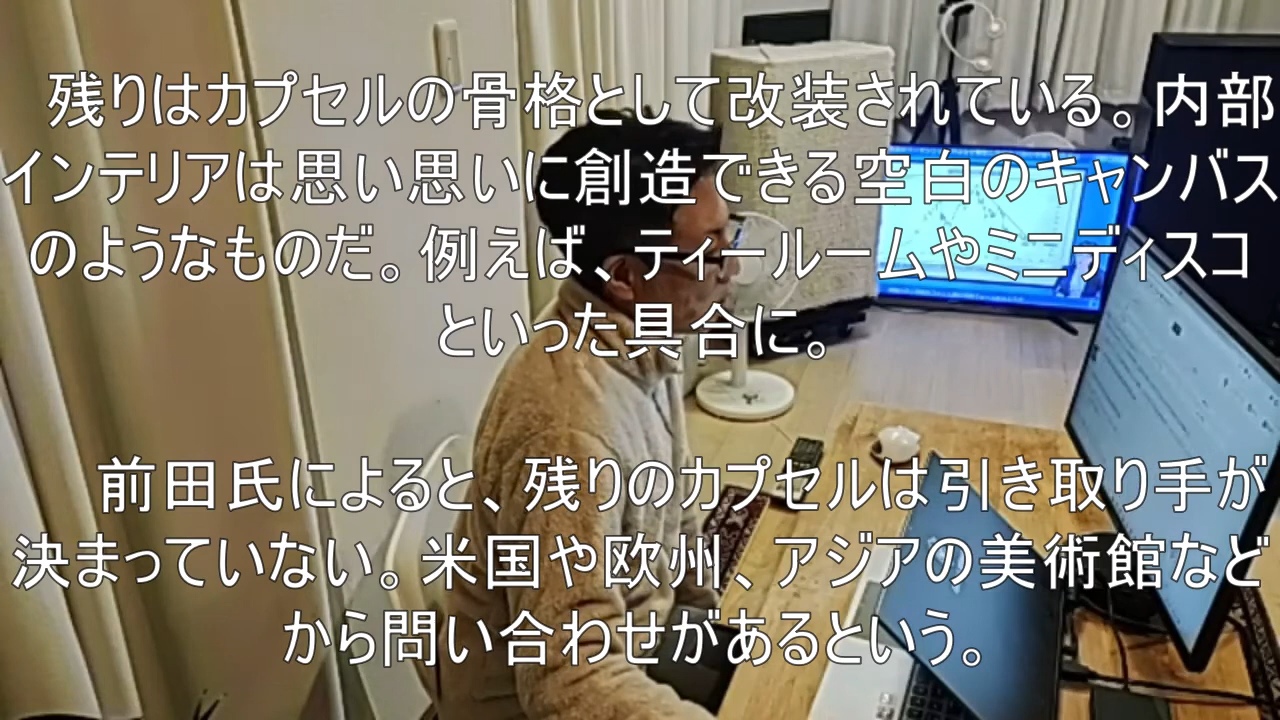 残りはカプセルの骨格として改装されている。内部
インテリアは思い思いに創造できる空白のキャンバス
のようなものだ。例えば、ティールームやミニディスコ
といった具合に。
前田氏によると、残りのカプセルは引き取り手が
決まっていない。米国や欧州、アジアの美術館など
から問い合わせがあるという。